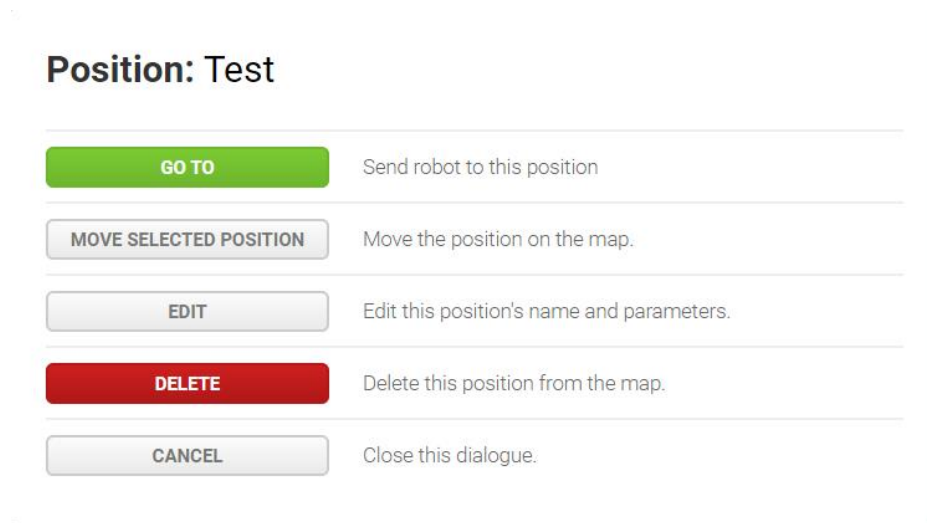 Position: Test
GO TO Send robot to this position
MOVE SELECTED POSITION Move the position on the map.
EDIT Edit this position's name and parameters.
DELETE Delete this position from the map.
CANCEL Close this dialogue.